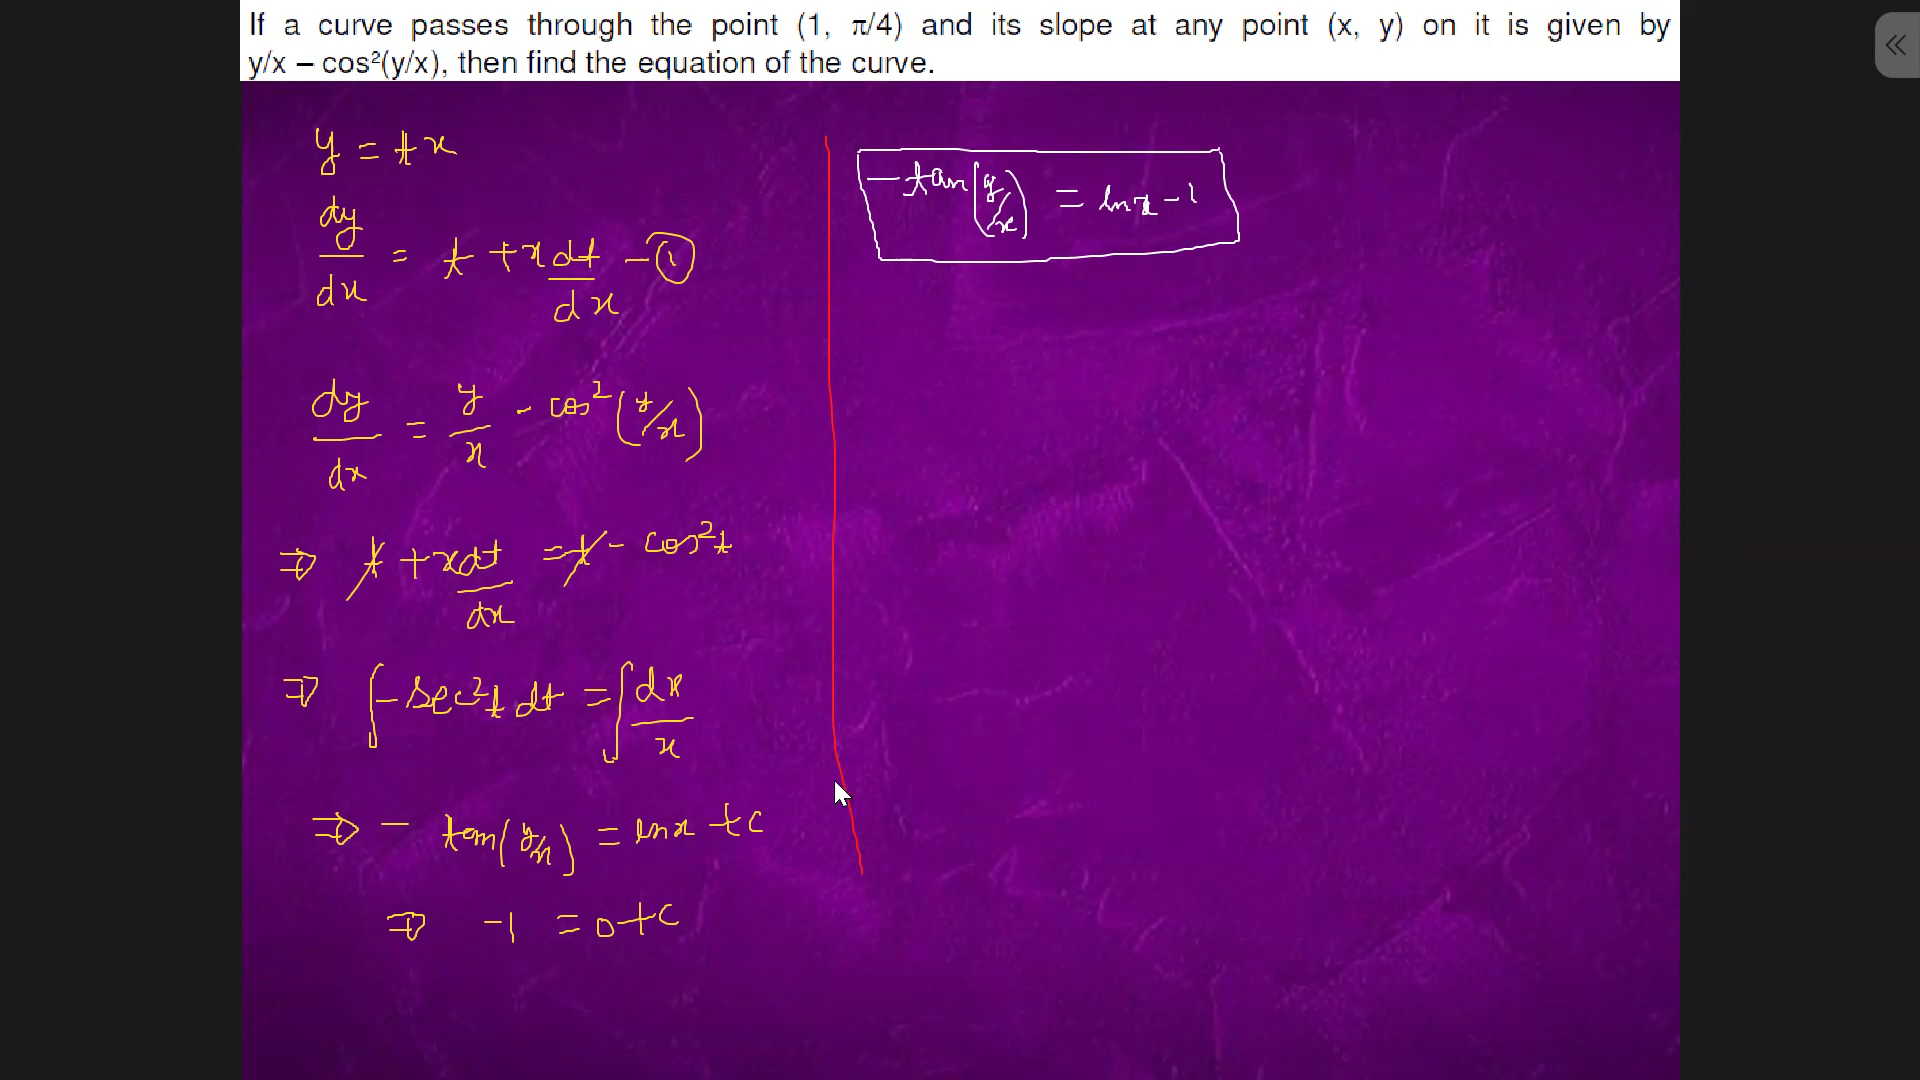 If a curve passes through the point (1, π/4) and its slope at any point (x, y) on it is given by
y/x – cos²(y/x), then find the equation of the curve.
y = tx
dy/dx = t + x dt/dx - ①
dy/dx = y/x - cos²(y/x)
⇒ t + x dt/dx = t - cos²t
⇒ ∫-sec²t dt = ∫dx/x
⇒ - tan(y/x) = ln x + c
⇒ -1 = 0 + c
- tan(y/x) = ln x - 1